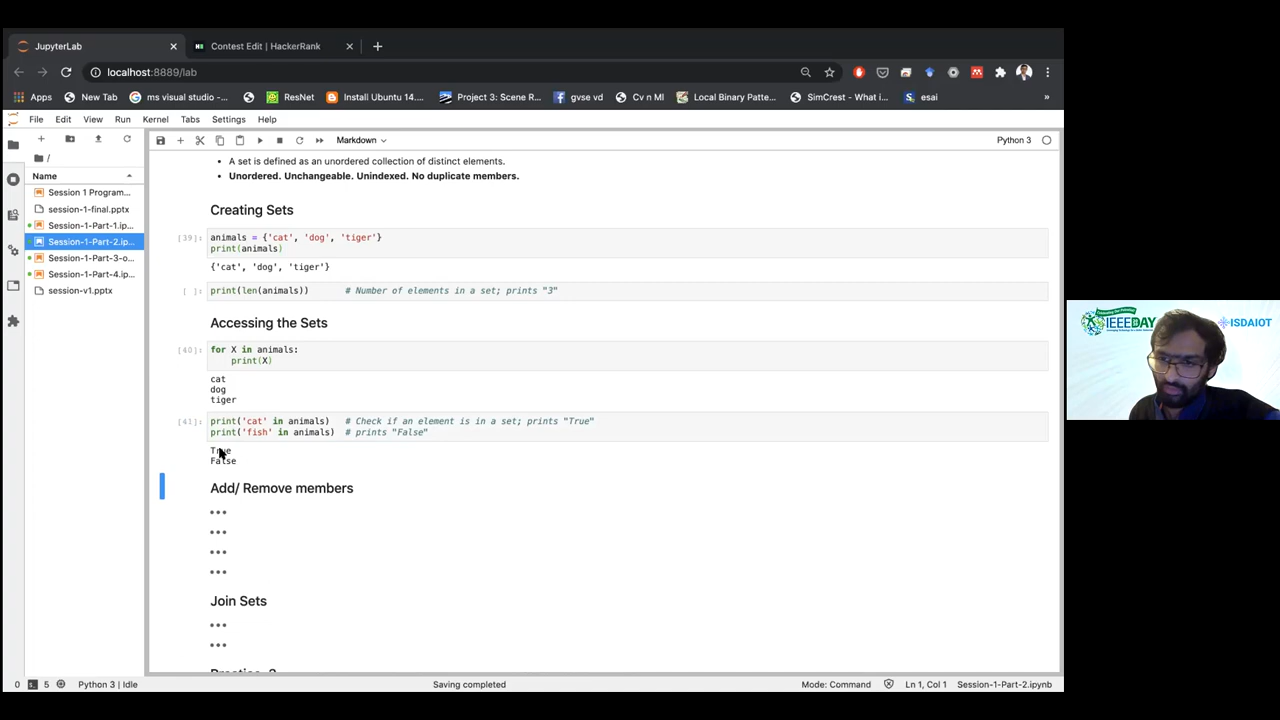 JupyterLab
Contest Edit | HackerRank
localhost:8889/lab
Apps
New Tab
ms visual studio -...
ResNet
Install Ubuntu 14....
Project 3: Scene R...
gvse vd
Cv n Ml
Local Binary Patte...
SimCrest - What i...
esai
»
File Edit View Run Kernel Tabs Settings Help
Markdown
Python 3
/
Name
Session 1 Program...
session-1-final.pptx
Session-1-Part-1.ip...
Session-1-Part-2.ip...
Session-1-Part-3-o...
Session-1-Part-4.ip...
session-v1.pptx
• A set is defined as an unordered collection of distinct elements.
• Unordered. Unchangeable. Unindexed. No duplicate members.
Creating Sets
[39]: animals = {'cat', 'dog', 'tiger'}
print(animals)
{'cat', 'dog', 'tiger'}
[ ]: print(len(animals)) # Number of elements in a set; prints "3"
Accessing the Sets
[40]: for X in animals:
print(X)
cat
dog
tiger
[41]: print('cat' in animals) # Check if an element is in a set; prints "True"
print('fish' in animals) # prints "False"
True
False
Add/ Remove members
•••
•••
•••
•••
Join Sets
•••
•••
0 5 Python 3 | Idle
Saving completed
Mode: Command
Ln 1, Col 1
Session-1-Part-2.ipynb
IEEEDAY
ISDAIOT